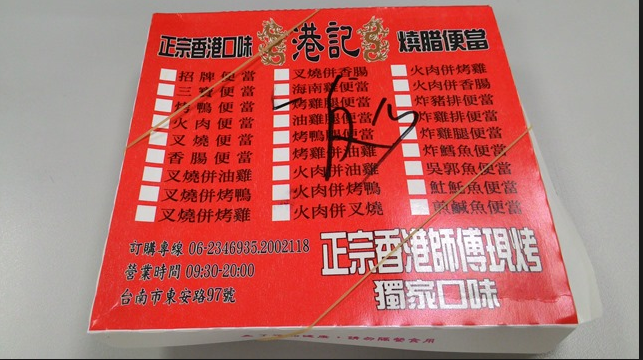 正宗香港口味 港記 燒腊便當
招牌便當
三寶便當
烤鴨便當
火肉便當
叉燒便當
香腸便當
叉燒併油雞
叉燒併烤鴨
叉燒併烤雞
叉燒併香腸
海南雞便當
烤雞腿便當
油雞腿便當
烤鴨腿便當
烤雞併油雞
火肉併油雞
火肉併烤鴨
火肉併叉燒
火肉併烤雞
火肉併香腸
炸豬排便當
炸雞排便當
炸雞腿便當
炸鱈魚便當
吳郭魚便當
魠魚便當
煎鹹魚便當
訂購專線 06-2346935.2002118
營業時間 09:30-20:00
台南市東安路97號
正宗香港師傅現烤
獨家口味
請勿隔餐食用